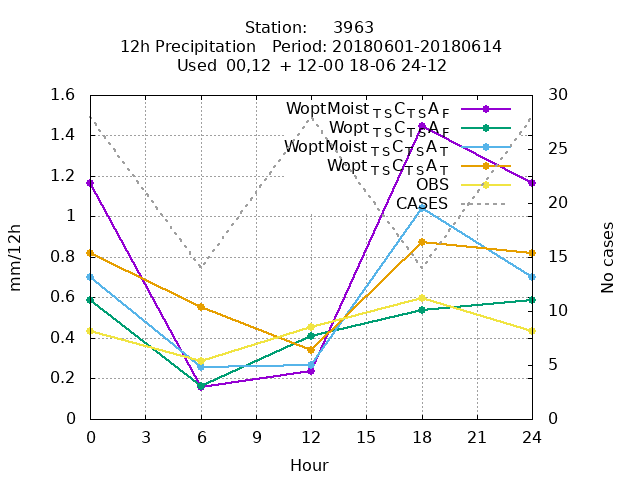 Station: 3963
12h Precipitation Period: 20180601-20180614
Used 00,12 + 12-00 18-06 24-12
1.6
1.4
1.2
1
0.8
0.6
0.4
0.2
0
mm/12h
30
25
20
15
10
5
0
No cases
WoptMoist TS C TS A F
Wopt TS C TS A F
WoptMoist TS C TS A T
Wopt TS C TS A T
OBS
CASES
0 3 6 9 12 15 18 21 24
Hour